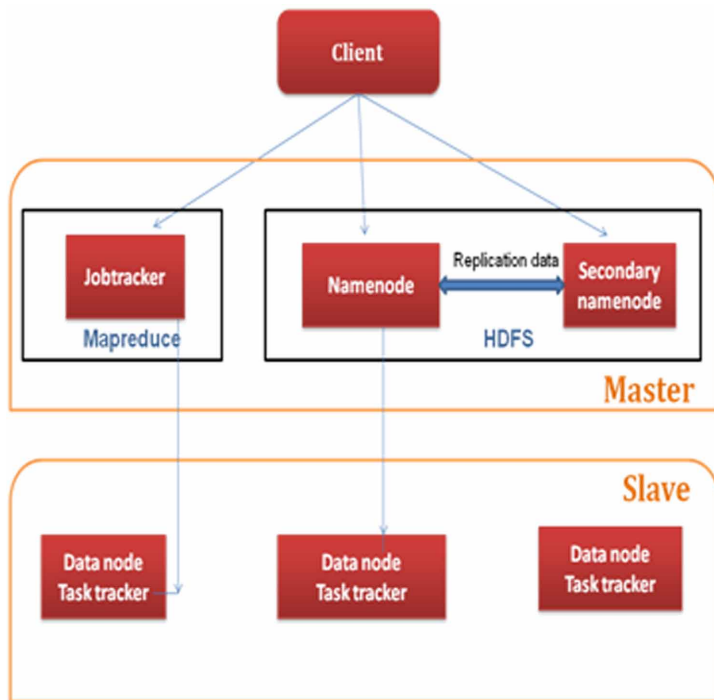 Client
Jobtracker
Mapreduce
Namenode
Replication data
Secondary
namenode
HDFS
Master
Slave
Data node
Task tracker
Data node
Task tracker
Data node
Task tracker